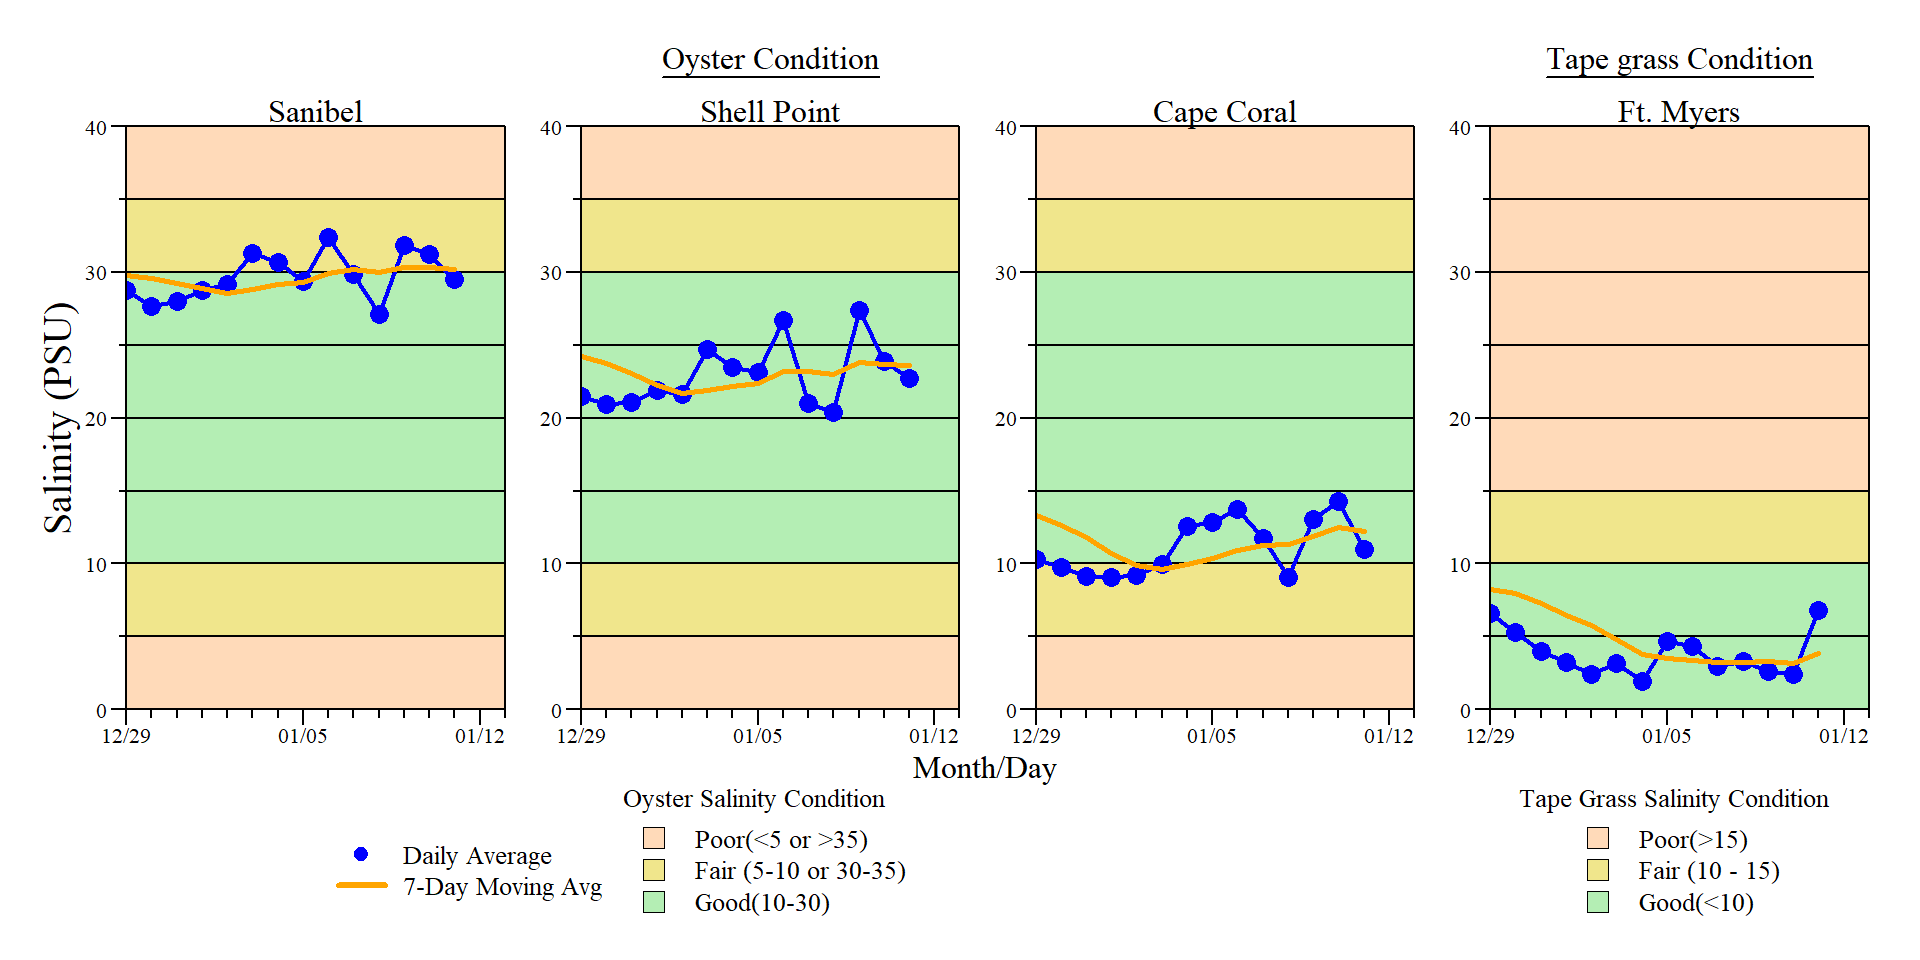 Oyster Condition
Tape grass Condition
Sanibel
Shell Point
Cape Coral
Ft. Myers
Salinity (PSU)
40
30
20
10
0
12/29
01/05
01/12
40
30
20
10
0
12/29
01/05
01/12
40
30
20
10
0
12/29
01/05
01/12
40
30
20
10
0
12/29
01/05
01/12
Month/Day
Daily Average
7-Day Moving Avg
Oyster Salinity Condition
Poor(<5 or >35)
Fair (5-10 or 30-35)
Good(10-30)
Tape Grass Salinity Condition
Poor(>15)
Fair (10 - 15)
Good(<10)